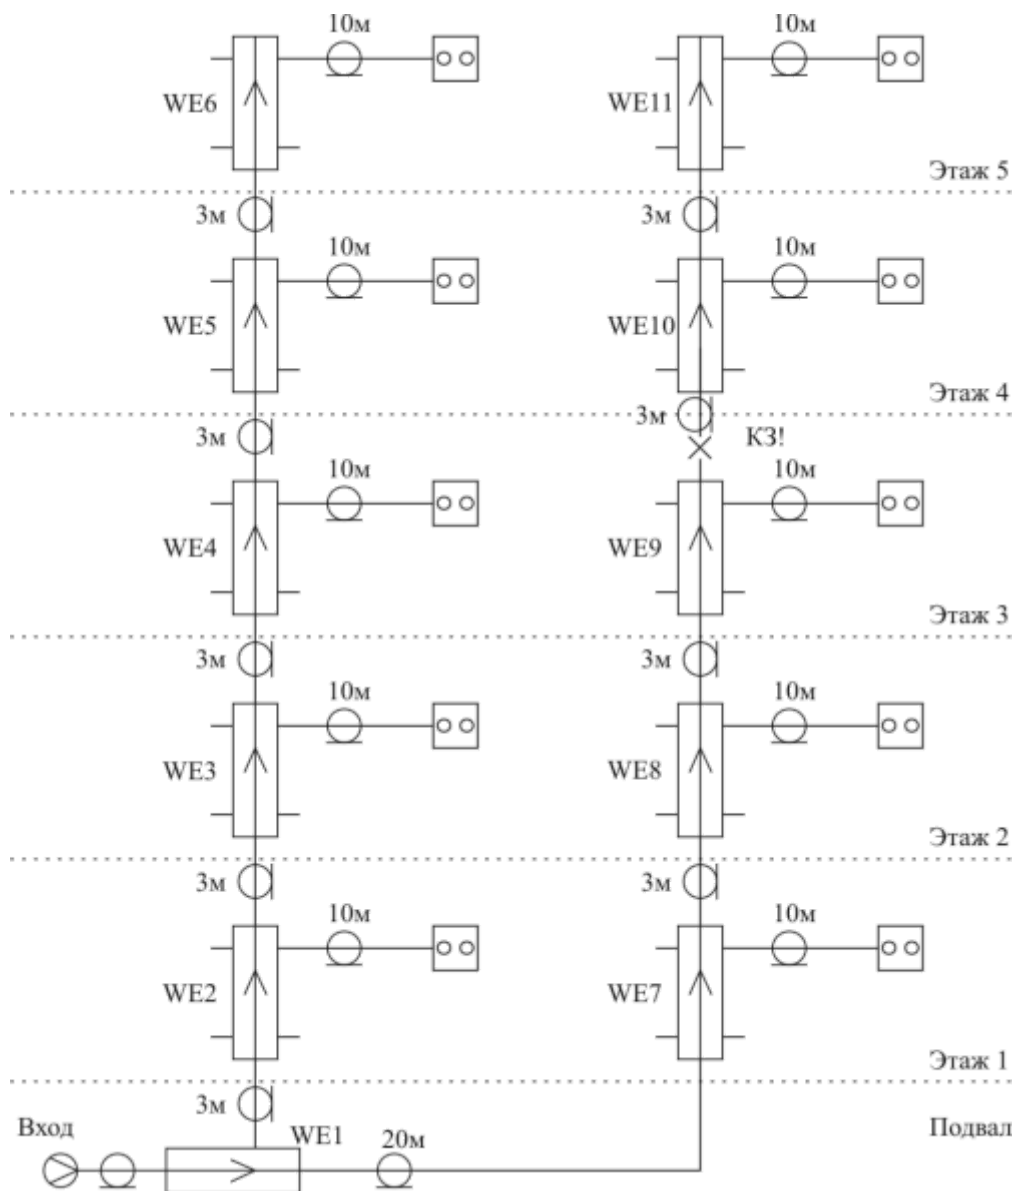 10м 10м
WE6 WE11
Этаж 5
3м 3м
10м 10м
WE5 WE10
Этаж 4
3м 3м
КЗ!
10м 10м
WE4 WE9
Этаж 3
3м 3м
10м 10м
WE3 WE8
Этаж 2
3м 3м
10м 10м
WE2 WE7
Этаж 1
3м
Вход WE1 20м Подвал